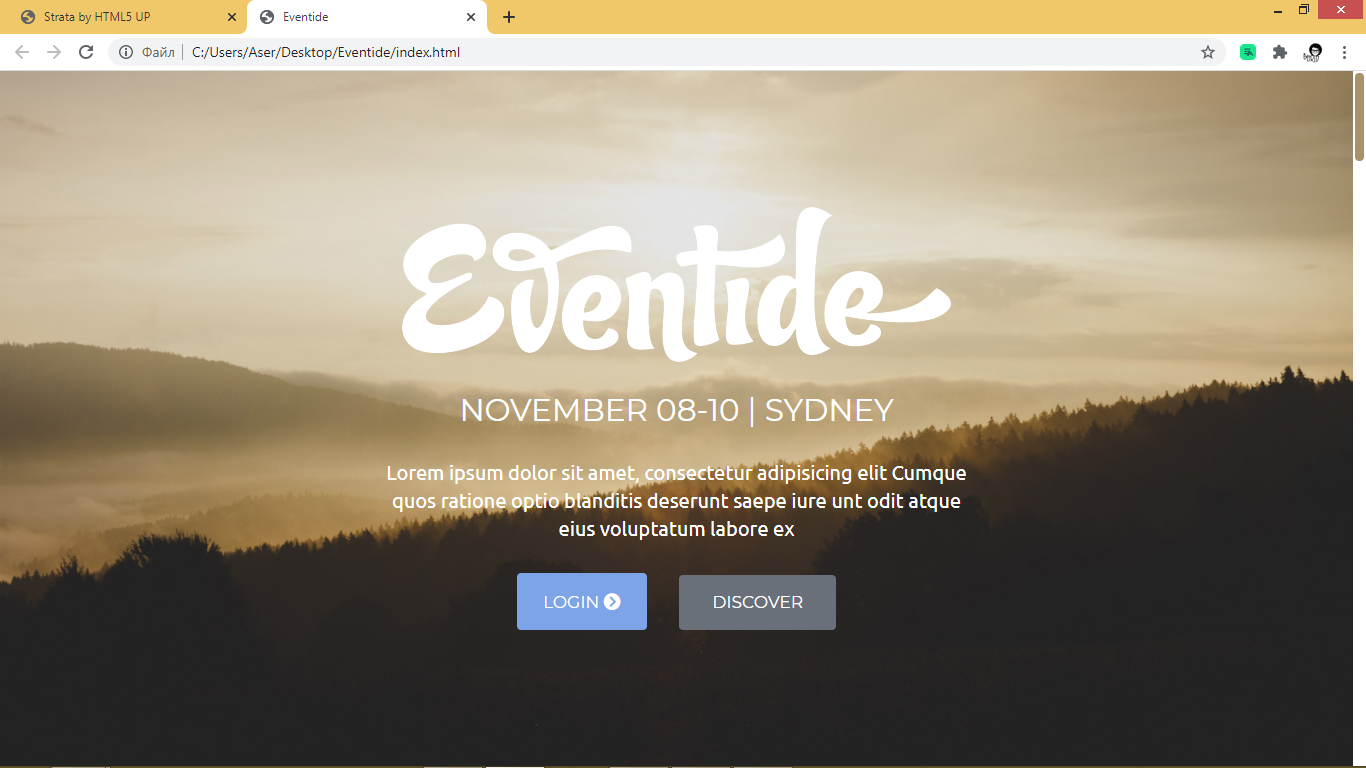 Strata by HTML5 UP
Eventide
Файл
C:/Users/Aser/Desktop/Eventide/index.html
Eventide
NOVEMBER 08-10 | SYDNEY
Lorem ipsum dolor sit amet, consectetur adipisicing elit Cumque
quos ratione optio blanditis deserunt saepe iure unt odit atque
eius voluptatum labore ex
LOGIN
DISCOVER